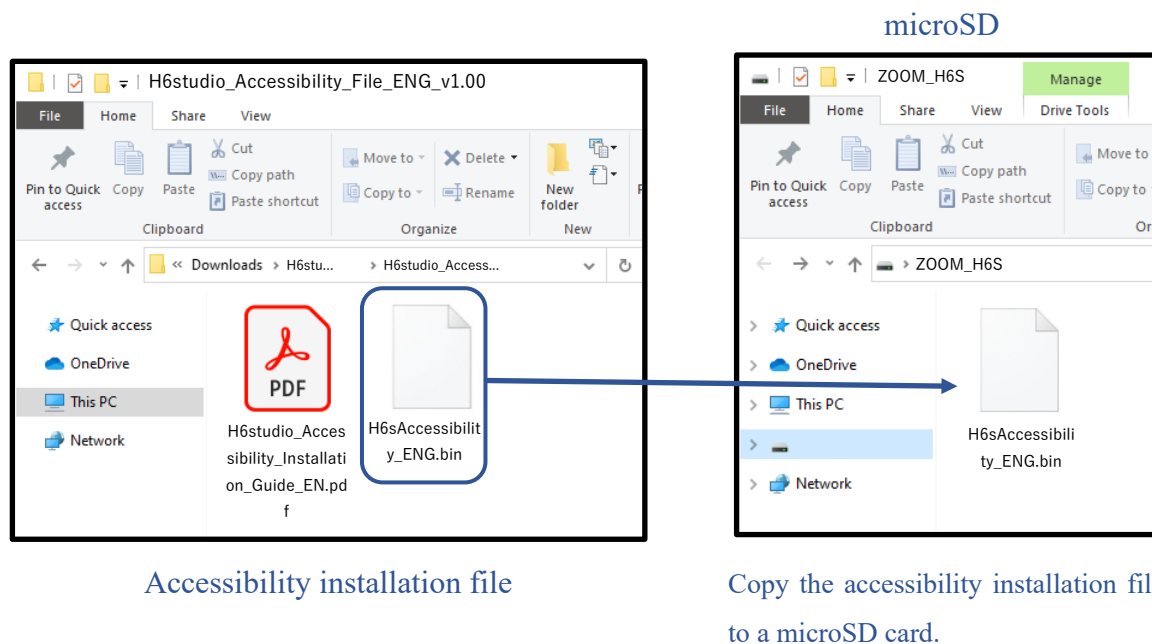 microSD
H6studio_Accessibility_File_ENG_v1.00
File Home Share View
Pin to Quick access
Copy
Paste
Cut
Copy path
Paste shortcut
Clipboard
Move to
Copy to
Delete
Rename
Organize
New folder
New
« Downloads > H6stu... > H6studio_Access...
Quick access
OneDrive
This PC
Network
PDF
H6studio_Acces
sibility_Installati
on_Guide_EN.pd
f
H6sAccessibilit
y_ENG.bin
Accessibility installation file
ZOOM_H6S
Manage
File Home Share View Drive Tools
Pin to Quick access
Copy
Paste
Cut
Copy path
Paste shortcut
Clipboard
Move to
Copy to
Or
> ZOOM_H6S
Quick access
OneDrive
This PC
Network
H6sAccessibili
ty_ENG.bin
Copy the accessibility installation fil
to a microSD card.